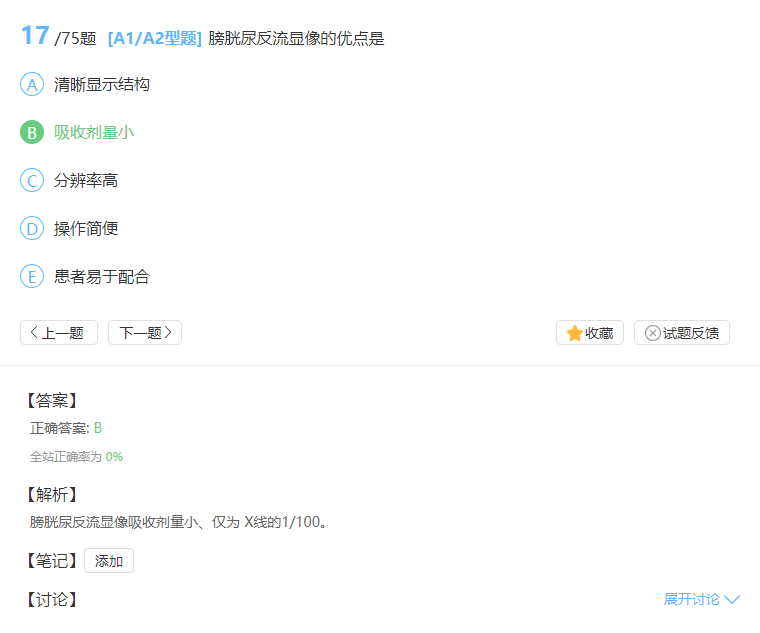 17/75题 [A1/A2型题] 膀胱尿反流显像的优点是
A 清晰显示结构
B 吸收剂量小
C 分辨率高
D 操作简便
E 患者易于配合
上一题 下一题 收藏 试题反馈
【答案】
正确答案: B
全站正确率为 0%
【解析】
膀胱尿反流显像吸收剂量小、仅为 X线的1/100。
【笔记】 添加
【讨论】 展开讨论